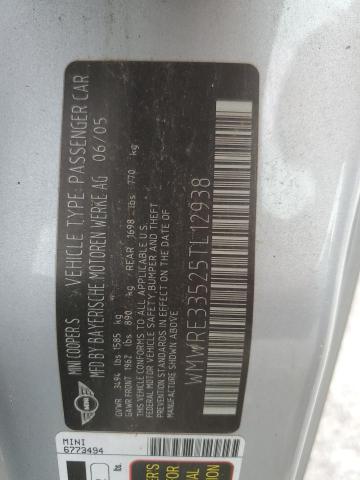 MINI COOPER.S VEHICLE TYPE: PASSENGER CAR
MFD BY BAYERISCHE MOTOREN WERKE AG 06/05
GVWR 3494 lbs 1585 kg
GAWR FRONT 1962 lbs 890 kg REAR 1698 lbs 770 kg
THIS VEHICLE CONFORMS TO ALL APPLICABLE U.S.
FEDERAL MOTOR VEHICLE SAFETY BUMPER AND THEFT
PREVENTION STANDARDS IN EFFECT ON THE DATE OF
MANUFACTURE SHOWN ABOVE
WMWRE33525TL12938
MINI
6773494
lbs.